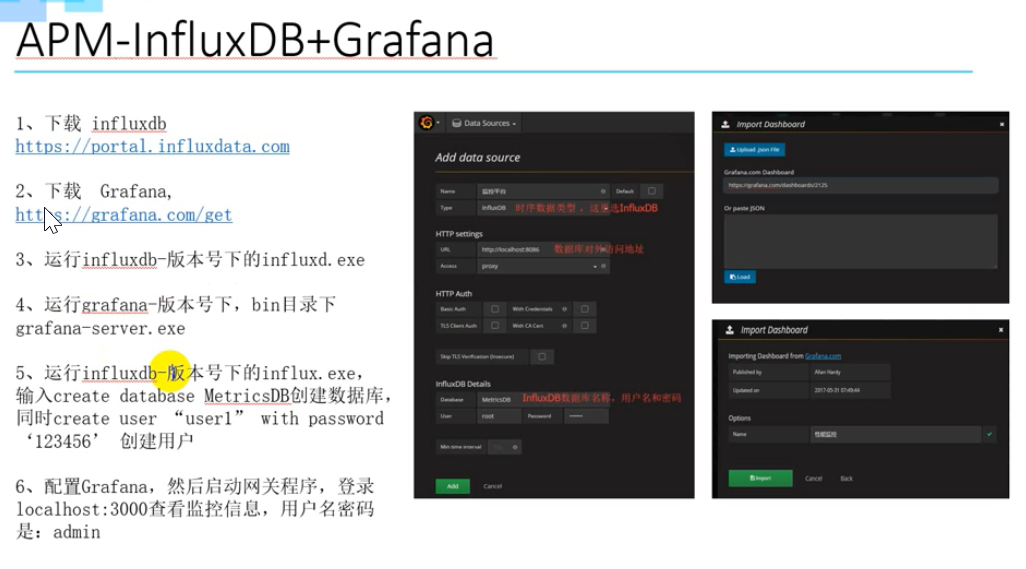 APM-InfluxDB+Grafana
1、下载 influxdb
https://portal.influxdata.com
2、下载 Grafana,
https://grafana.com/get
3、运行influxdb-版本号下的influxd.exe
4、运行grafana-版本号下，bin目录下
grafana-server.exe
5、运行influxdb-版本号下的influx.exe，
输入create database MetricsDB创建数据库，
同时create user “user1” with password
‘123456’ 创建用户
6、配置Grafana，然后启动网关程序，登录
localhost:3000查看监控信息，用户名密码
是：admin
Data Sources
Add data source
Name 监控平台 Default
Type InfluxDB 时序数据类型，这里选InfluxDB
HTTP settings
URL http://localhost:8086 数据库对外访问地址
Access proxy
HTTP Auth
Basic Auth With Credentials
TLS Client Auth With CA Cert
Skip TLS Verification (Insecure)
InfluxDB Details
Database MetricsDB InfluxDB数据库名称，用户名和密码
User root Password
Min time interval
Add Cancel
Import Dashboard
Upload .json File
Grafana.com Dashboard
https://grafana.com/dashboards/2125
Or paste JSON
Load
Import Dashboard
Importing Dashboard from Grafana.com
Published by Allan Hardy
Updated on 2017-05-31 07:49:44
Options
Name 性能监控
Import Cancel Back